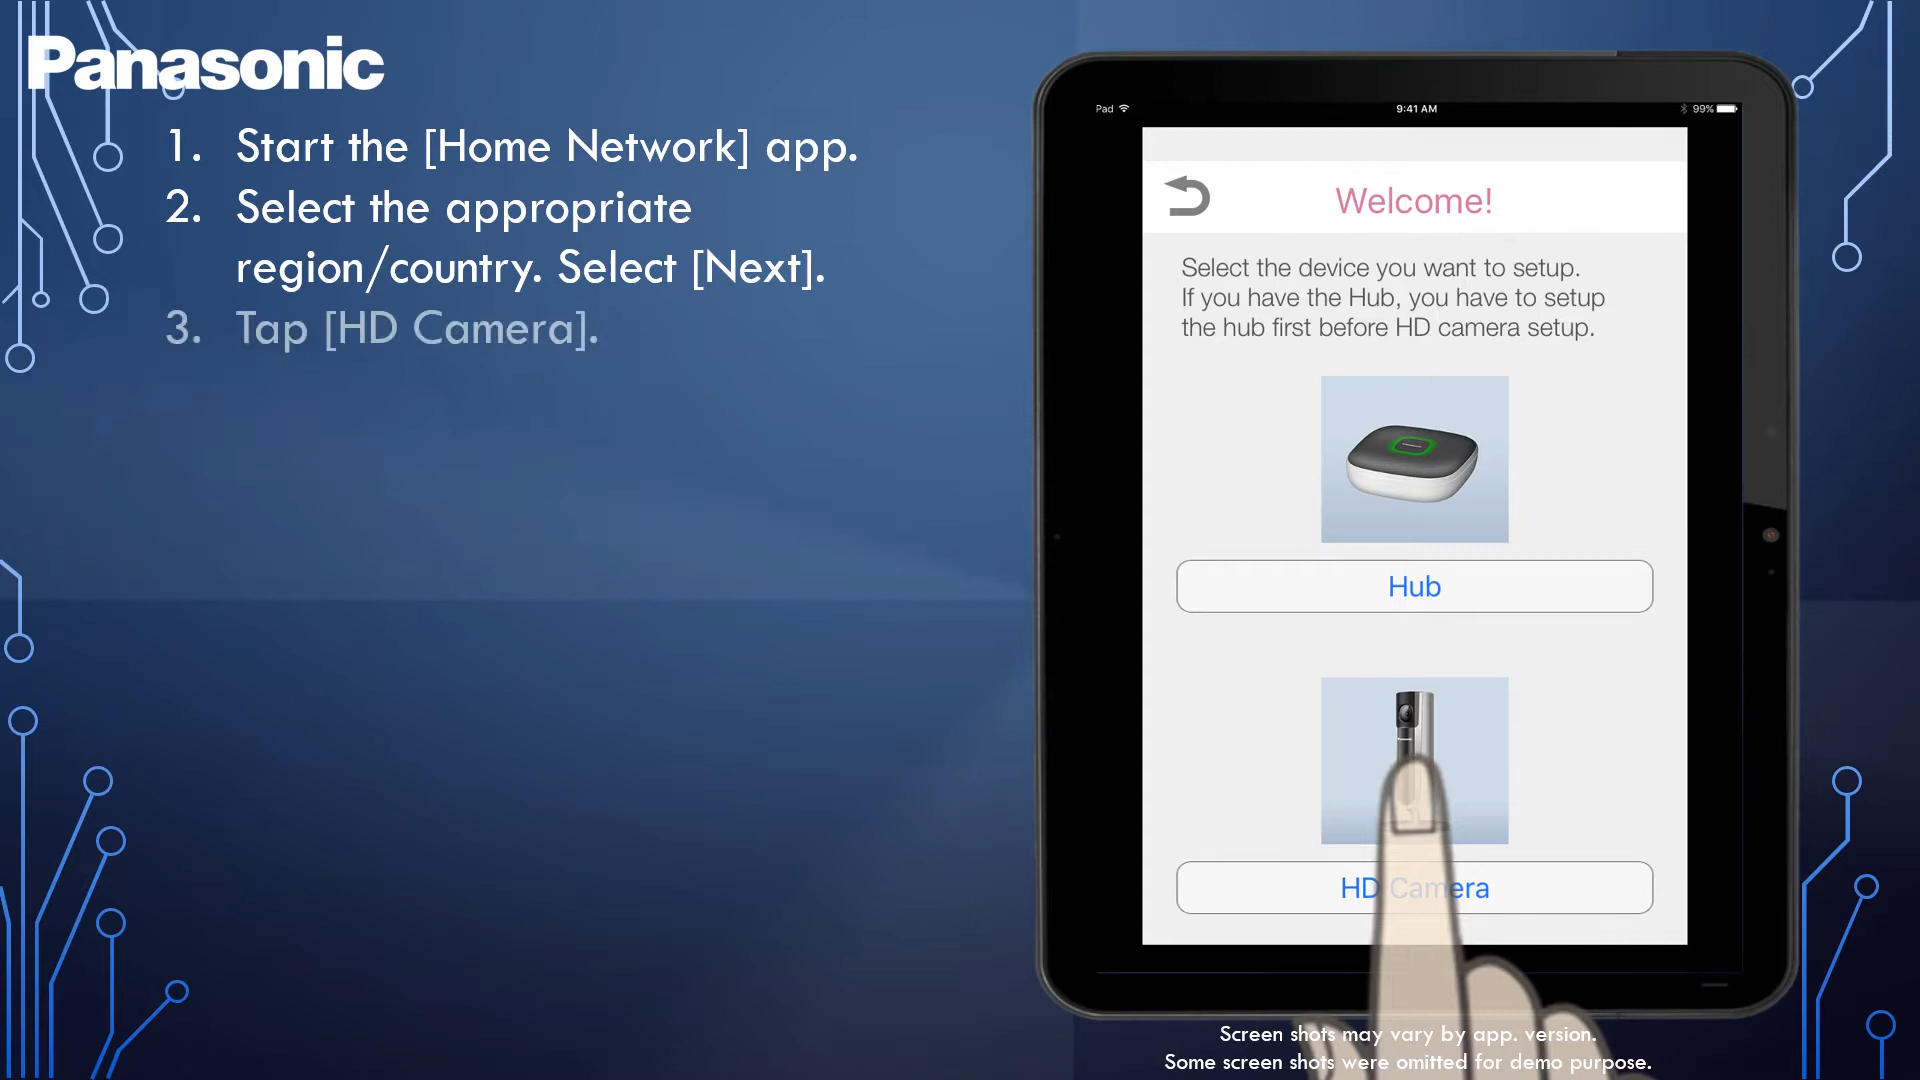 Panasonic
1. Start the [Home Network] app.
2. Select the appropriate
region/country. Select [Next].
3. Tap [HD Camera].
Pad
9:41 AM
99%
Welcome!
Select the device you want to setup.
If you have the Hub, you have to setup
the hub first before HD camera setup.
Hub
HD Camera
Screen shots may vary by app. version.
Some screen shots were omitted for demo purpose.